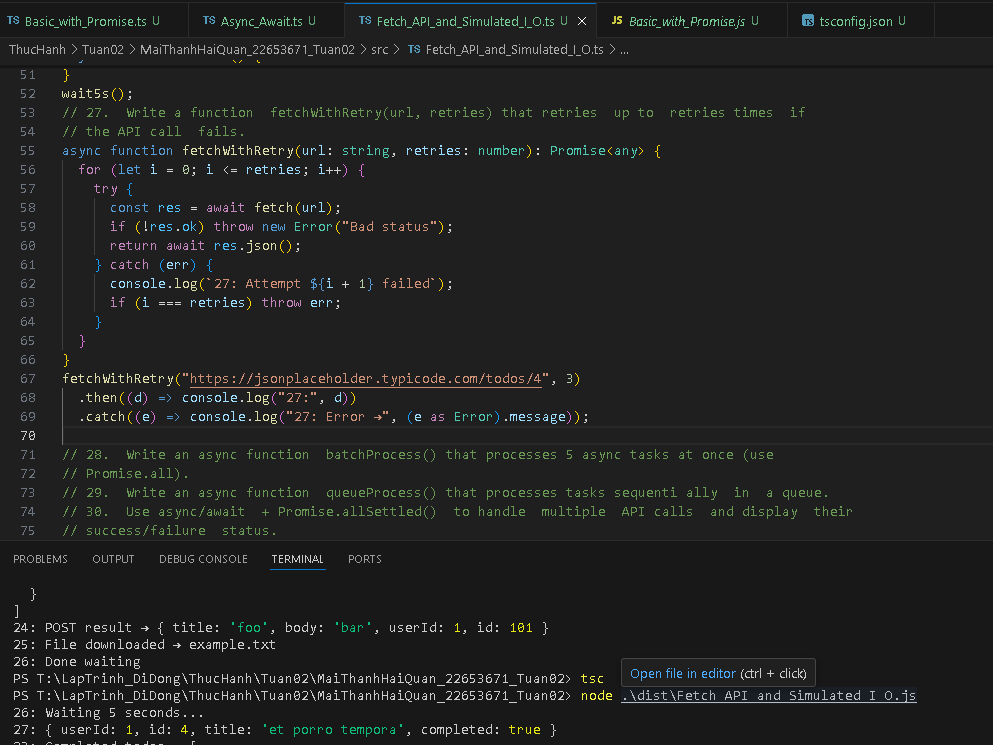 TS Basic_with_Promise.ts U TS Async_Await.ts U TS Fetch_API_and_Simulated_I_O.ts U × JS Basic_with_Promise.js U TS tsconfig.json U
ThucHanh > Tuan02 > MaiThanhHaiQuan_22653671_Tuan02 > src > TS Fetch_API_and_Simulated_I_O.ts > ...
51 }
52 wait5s();
53 // 27.  Write a function  fetchWithRetry(url, retries) that retries  up to  retries times  if
54 // the API call  fails.
55 async function fetchWithRetry(url: string, retries: number): Promise<any> {
56   for (let i = 0; i <= retries; i++) {
57     try {
58       const res = await fetch(url);
59       if (!res.ok) throw new Error("Bad status");
60       return await res.json();
61     } catch (err) {
62       console.log(`27: Attempt ${i + 1} failed`);
63       if (i === retries) throw err;
64     }
65   }
66 }
67 fetchWithRetry("https://jsonplaceholder.typicode.com/todos/4", 3)
68   .then((d) => console.log("27:", d))
69   .catch((e) => console.log("27: Error →", (e as Error).message));
70
71 // 28.  Write an async function  batchProcess() that processes 5 async tasks at once (use
72 // Promise.all).
73 // 29.  Write an async function  queueProcess() that processes tasks sequenti ally  in  a queue.
74 // 30.  Use async/await  + Promise.allSettled()  to handle  multiple  API calls  and display  their
75 // success/failure  status.
PROBLEMS OUTPUT DEBUG CONSOLE TERMINAL PORTS
  }
]
24: POST result → { title: 'foo', body: 'bar', userId: 1, id: 101 }
25: File downloaded → example.txt
26: Done waiting
Open file in editor (ctrl + click)
PS T:\LapTrinh_DiDong\ThucHanh\Tuan02\MaiThanhHaiQuan_22653671_Tuan02> tsc
PS T:\LapTrinh_DiDong\ThucHanh\Tuan02\MaiThanhHaiQuan_22653671_Tuan02> node .\dist\Fetch_API_and_Simulated_I_O.js
26: Waiting 5 seconds...
27: { userId: 1, id: 4, title: 'et porro tempora', completed: true }